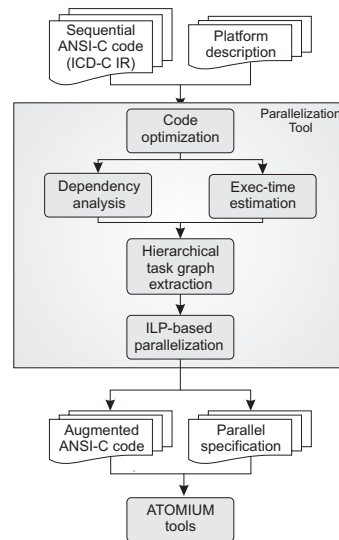 Sequential
ANSI-C code
(ICD-C IR)
Platform
description
Parallelization
Tool
Code
optimization
Dependency
analysis
Exec-time
estimation
Hierarchical
task graph
extraction
ILP-based
parallelization
Augmented
ANSI-C code
Parallel
specification
ATOMIUM
tools